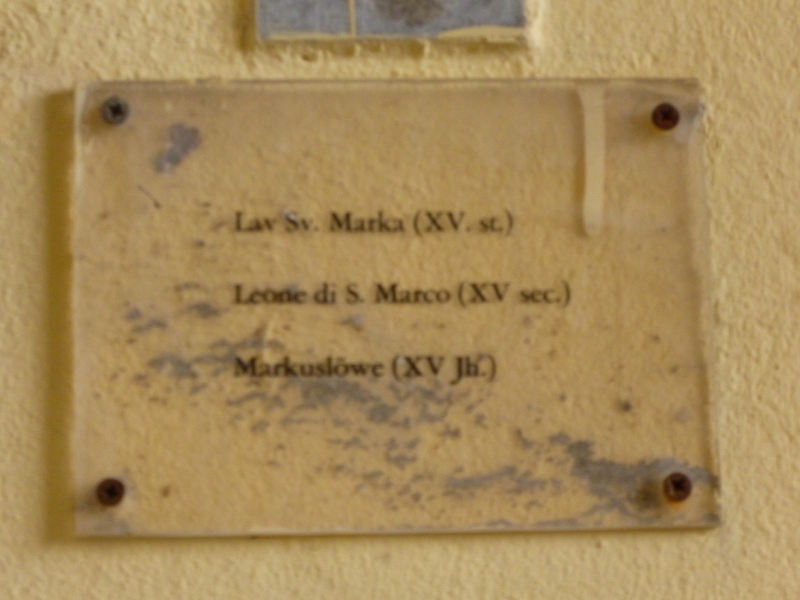 Lav Sv. Marka (XV. st.)
Leone di S. Marco (XV sec.)
Markuslöwe (XV Jh.)